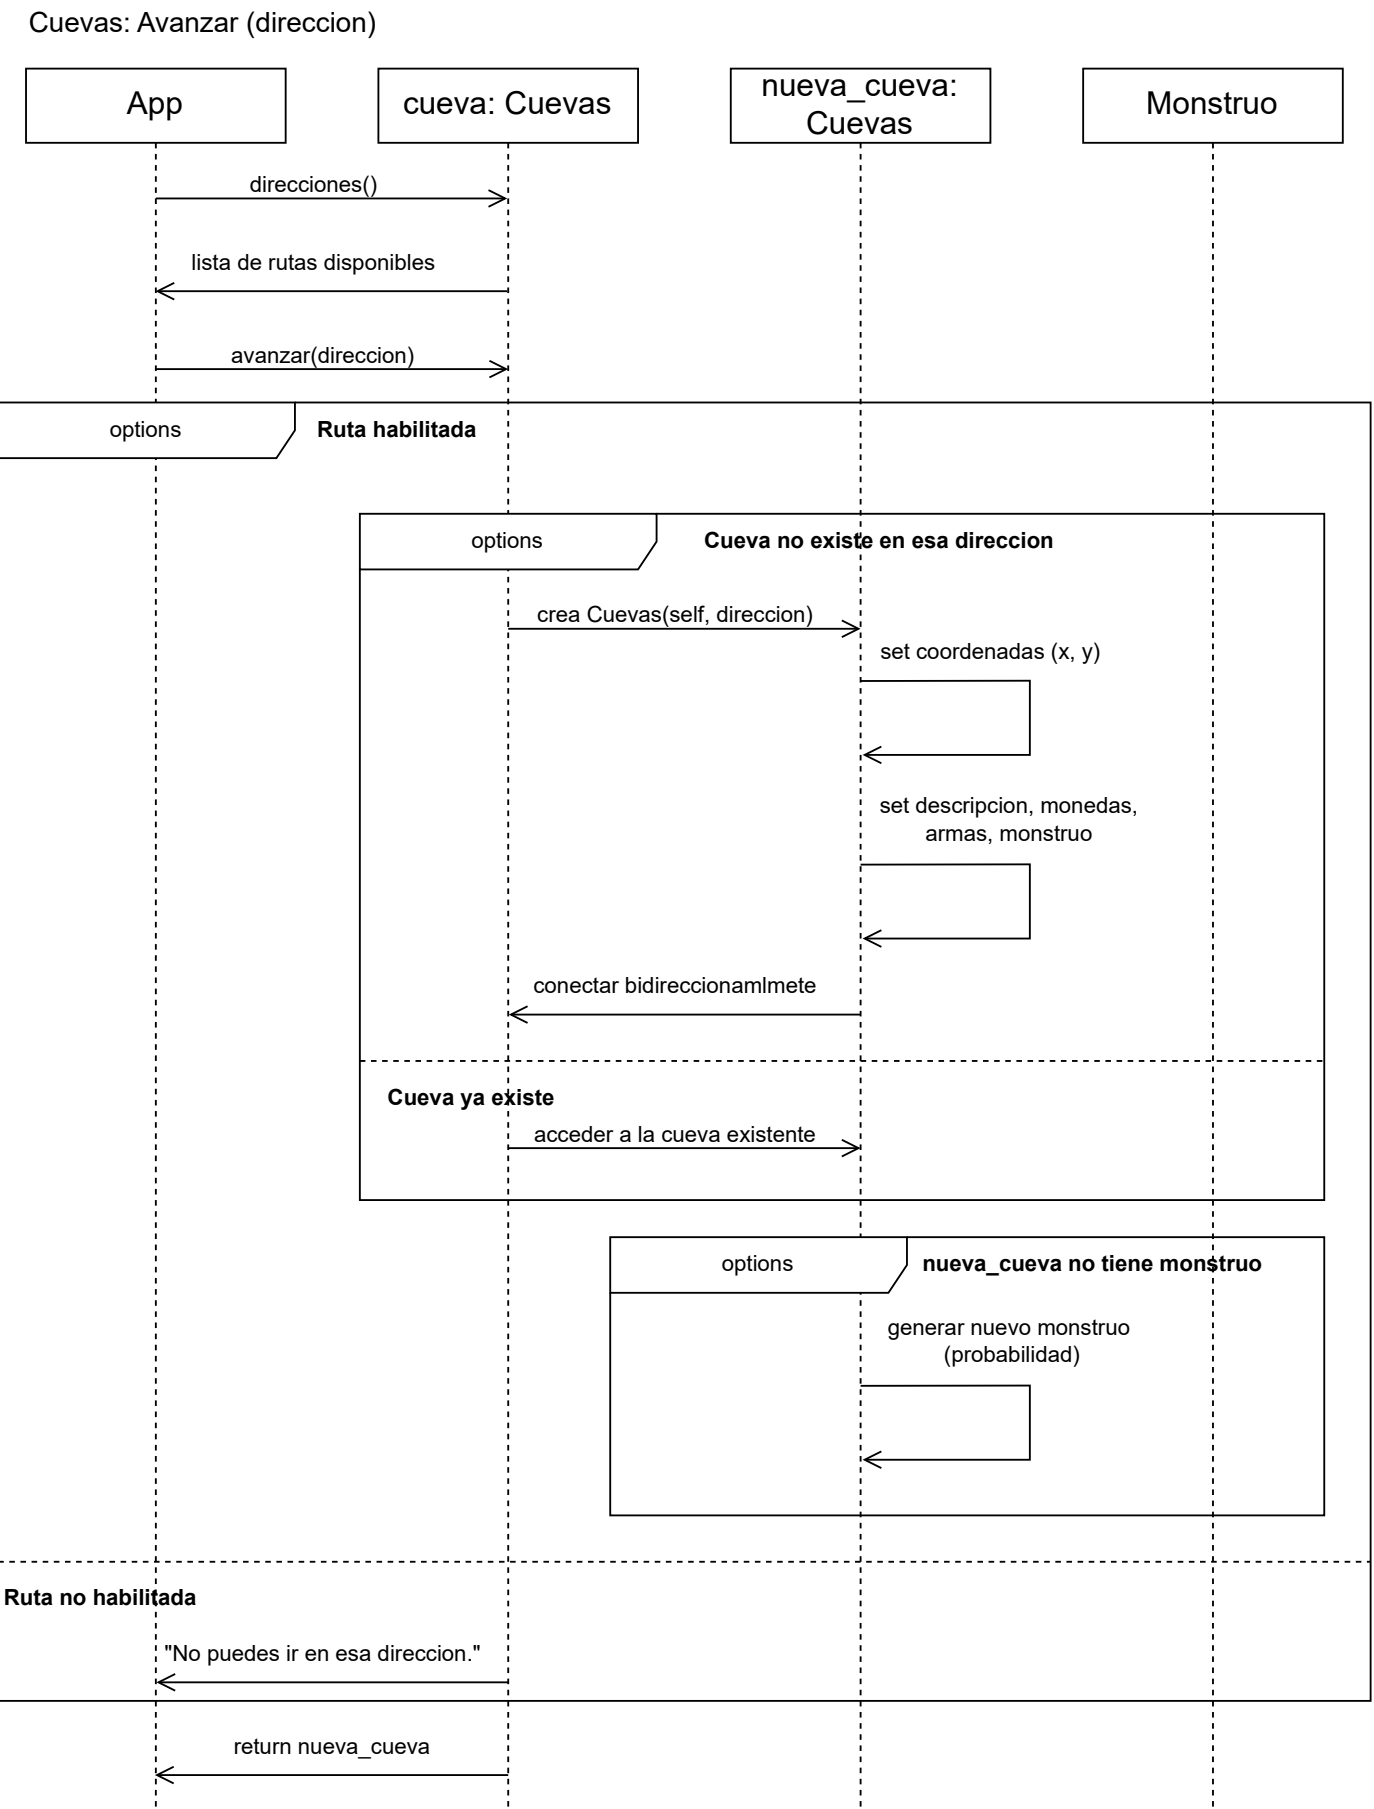 Cuevas: Avanzar (direccion)
App
cueva: Cuevas
nueva_cueva:
Cuevas
Monstruo
direcciones()
lista de rutas disponibles
avanzar(direccion)
options
Ruta habilitada
options
Cueva no existe en esa direccion
crea Cuevas(self, direccion)
set coordenadas (x, y)
set descripcion, monedas,
armas, monstruo
conectar bidireccionamlmete
Cueva ya existe
acceder a la cueva existente
options
nueva_cueva no tiene monstruo
generar nuevo monstruo
(probabilidad)
Ruta no habilitada
"No puedes ir en esa direccion."
return nueva_cueva